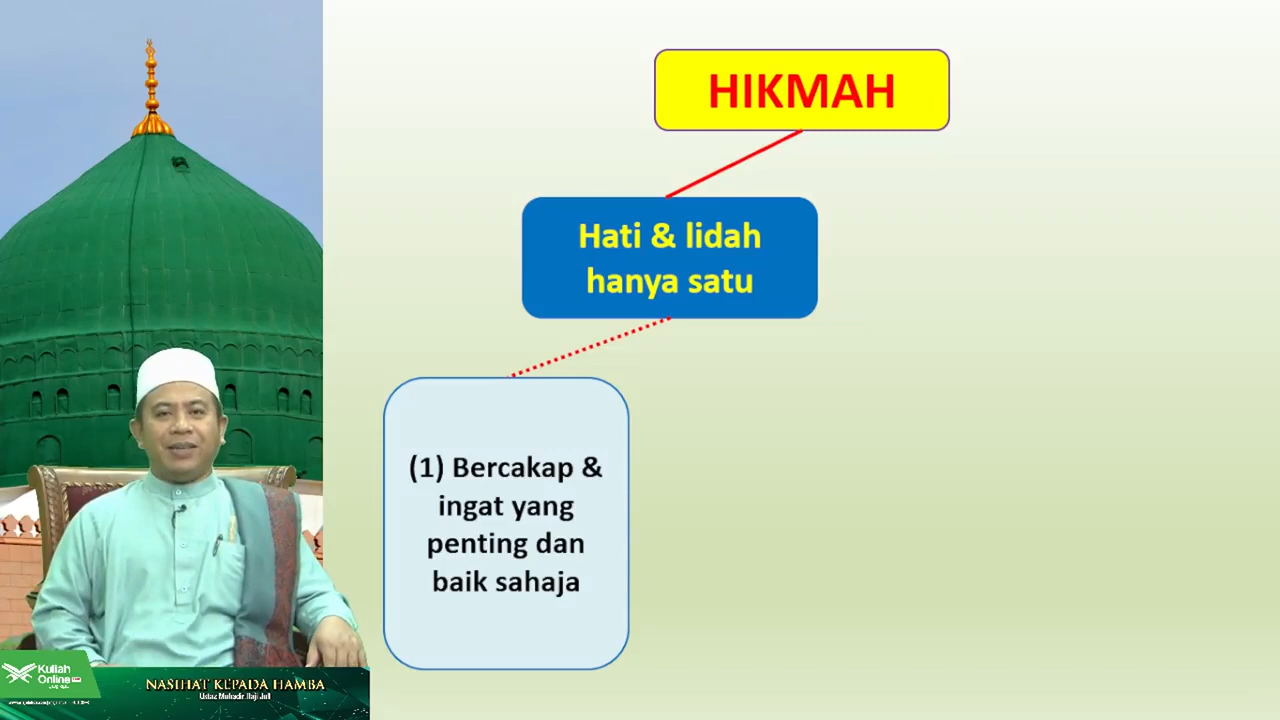 HIKMAH
Hati & lidah
hanya satu
(1) Bercakap &
ingat yang
penting dan
baik sahaja
Kuliah
Online
NASIHAT KEPADA HAMBA